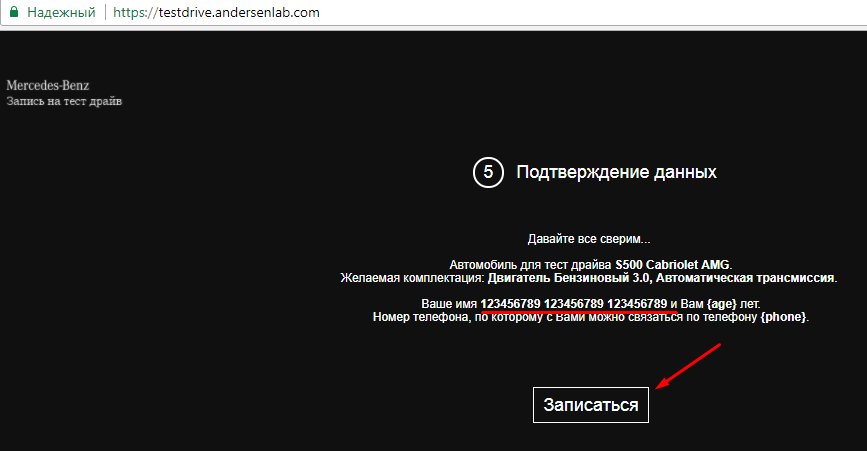 Надежный https://testdrive.andersenlab.com
Mercedes-Benz
Запись на тест драйв
5 Подтверждение данных
Давайте все сверим...
Автомобиль для тест драйва S500 Cabriolet AMG.
Желаемая комплектация: Двигатель Бензиновый 3.0, Автоматическая трансмиссия.
Ваше имя 123456789 123456789 123456789 и Вам {age} лет.
Номер телефона, по которому с Вами можно связаться по телефону {phone}.
Записаться